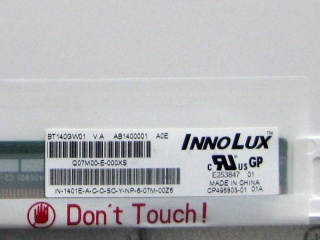 BT140GW01 V.A AB1400001 A0E
INNOLUX
Q07M00-E-000XS
c UR US GP
E253847 01
MADE IN CHINA
IN-1401E-A-C-C-SC-Y-NP-6-07M-00Z6
GP495803-01 01A
Don't Touch!